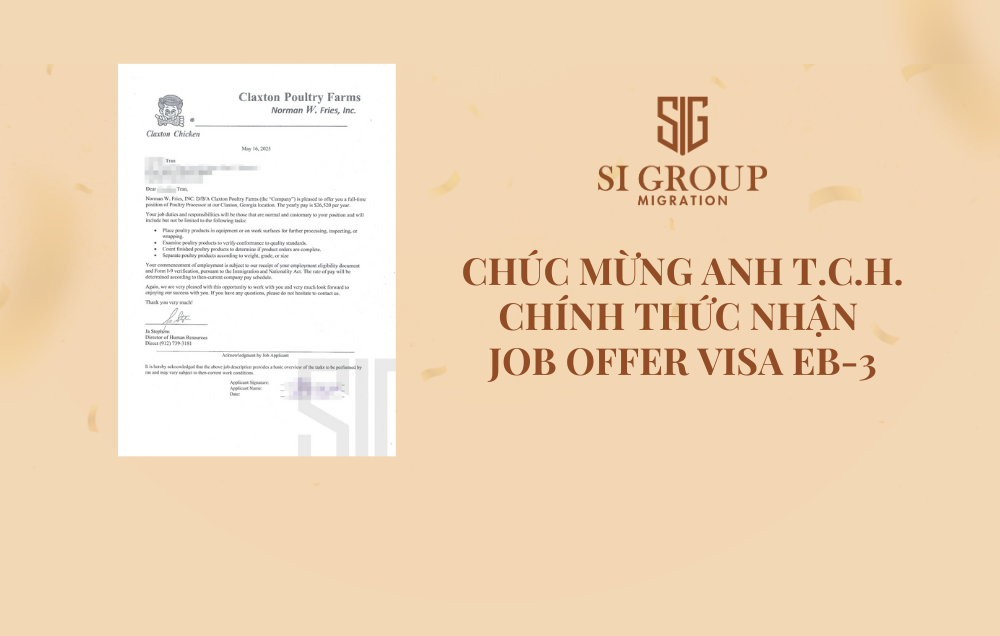 Claxton Poultry Farms
Norman W. Fries, Inc.
Claxton Chicken
May 16, 2023
Tran
Dear Tran,
Norman W. Fries, INC. D/B/A Claxton Poultry Farms (the "Company") is pleased to offer you a full-time
position of Poultry Processor at our Claxton, Georgia location. The yearly pay is $26,520 per year.
Your job duties and responsibilities will be those that are normal and customary to your position and will
include but not be limited to the following tasks:
• Place poultry products in equipment or on work surfaces for further processing, inspecting, or
wrapping.
• Examine poultry products to verify conformance to quality standards.
• Count finished poultry products to determine if product orders are complete.
• Separate poultry products according to weight, grade, or size
Your commencement of employment is subject to our receipt of your employment eligibility document
and Form I-9 verification, pursuant to the Immigration and Nationality Act. The rate of pay will be
determined according to then-current company pay schedule.
Again, we are very pleased with this opportunity to work with you and very much look forward to
enjoying our success with you. If you have any questions, please do not hesitate to contact us.
Thank you very much!
Ja Stephens
Director of Human Resources
Direct (912) 739-3181
Acknowledgment by Job Applicant
It is hereby acknowledged that the above job description provides a basic overview of the tasks to be performed by
me and may vary subject to then current work conditions.
Applicant Signature:
Applicant Name:
Date:
SIG
SIG
SI GROUP
MIGRATION
CHÚC MỪNG ANH T.C.H.
CHÍNH THỨC NHẬN
JOB OFFER VISA EB-3